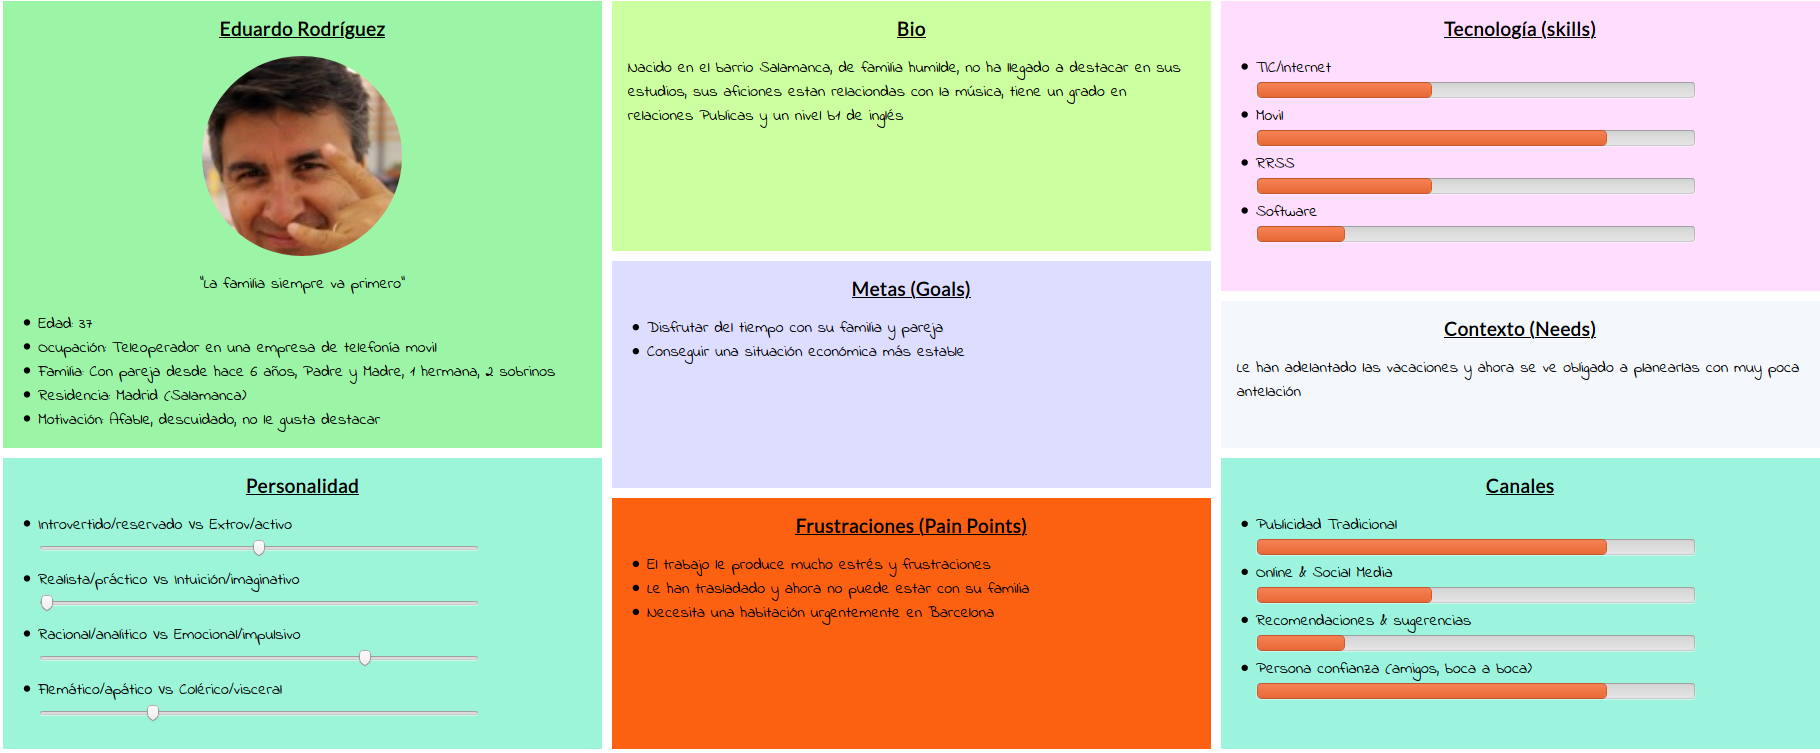 Eduardo Rodríguez
"La familia siempre va primero"
Edad: 37
Ocupación: Teleoperador en una empresa de telefonía movil
Familia: Con pareja desde hace 6 años, Padre y Madre, 1 hermana, 2 sobrinos
Residencia: Madrid (Salamanca)
Motivación: Afable, descuidado, no le gusta destacar
Personalidad
Introvertido/reservado Vs Extrov/activo
Realista/práctico Vs Intuición/imaginativo
Racional/analítico Vs Emocional/impulsivo
Flemático/apático Vs Colérico/visceral
Bio
Nacido en el barrio Salamanca, de familia humilde, no ha llegado a destacar en sus
estudios, sus aficiones estan relaciondas con la música, tiene un grado en
relaciones Publicas y un nivel b1 de inglés
Metas (Goals)
Disfrutar del tiempo con su familia y pareja
Conseguir una situación económica más estable
Frustraciones (Pain Points)
El trabajo le produce mucho estrés y frustraciones
Le han trasladado y ahora no puede estar con su familia
Necesita una habitación urgentemente en Barcelona
Tecnología (skills)
TIC/Internet
Movil
RRSS
Software
Contexto (Needs)
Le han adelantado las vacaciones y ahora se ve obligado a planearlas con muy poca
antelación
Canales
Publicidad Tradicional
Online & Social Media
Recomendaciones & sugerencias
Persona confianza (amigos, boca a boca)